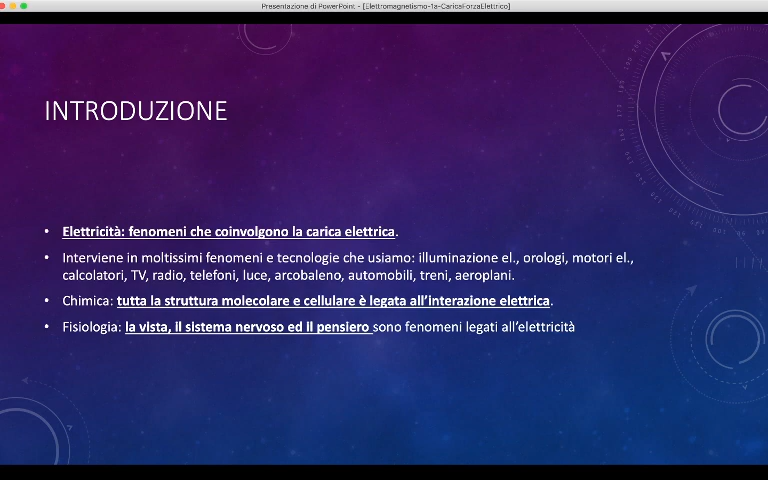 Presentazione di PowerPoint - [Elettromagnetismo-1a-CaricaForzaElettrico]
INTRODUZIONE
• Elettricità: fenomeni che coinvolgono la carica elettrica.
• Interviene in moltissimi fenomeni e tecnologie che usiamo: illuminazione el., orologi, motori el.,
calcolatori, TV, radio, telefoni, luce, arcobaleno, automobili, treni, aeroplani.
• Chimica: tutta la struttura molecolare e cellulare è legata all'interazione elettrica.
• Fisiologia: la vista, il sistema nervoso ed il pensiero sono fenomeni legati all'elettricità